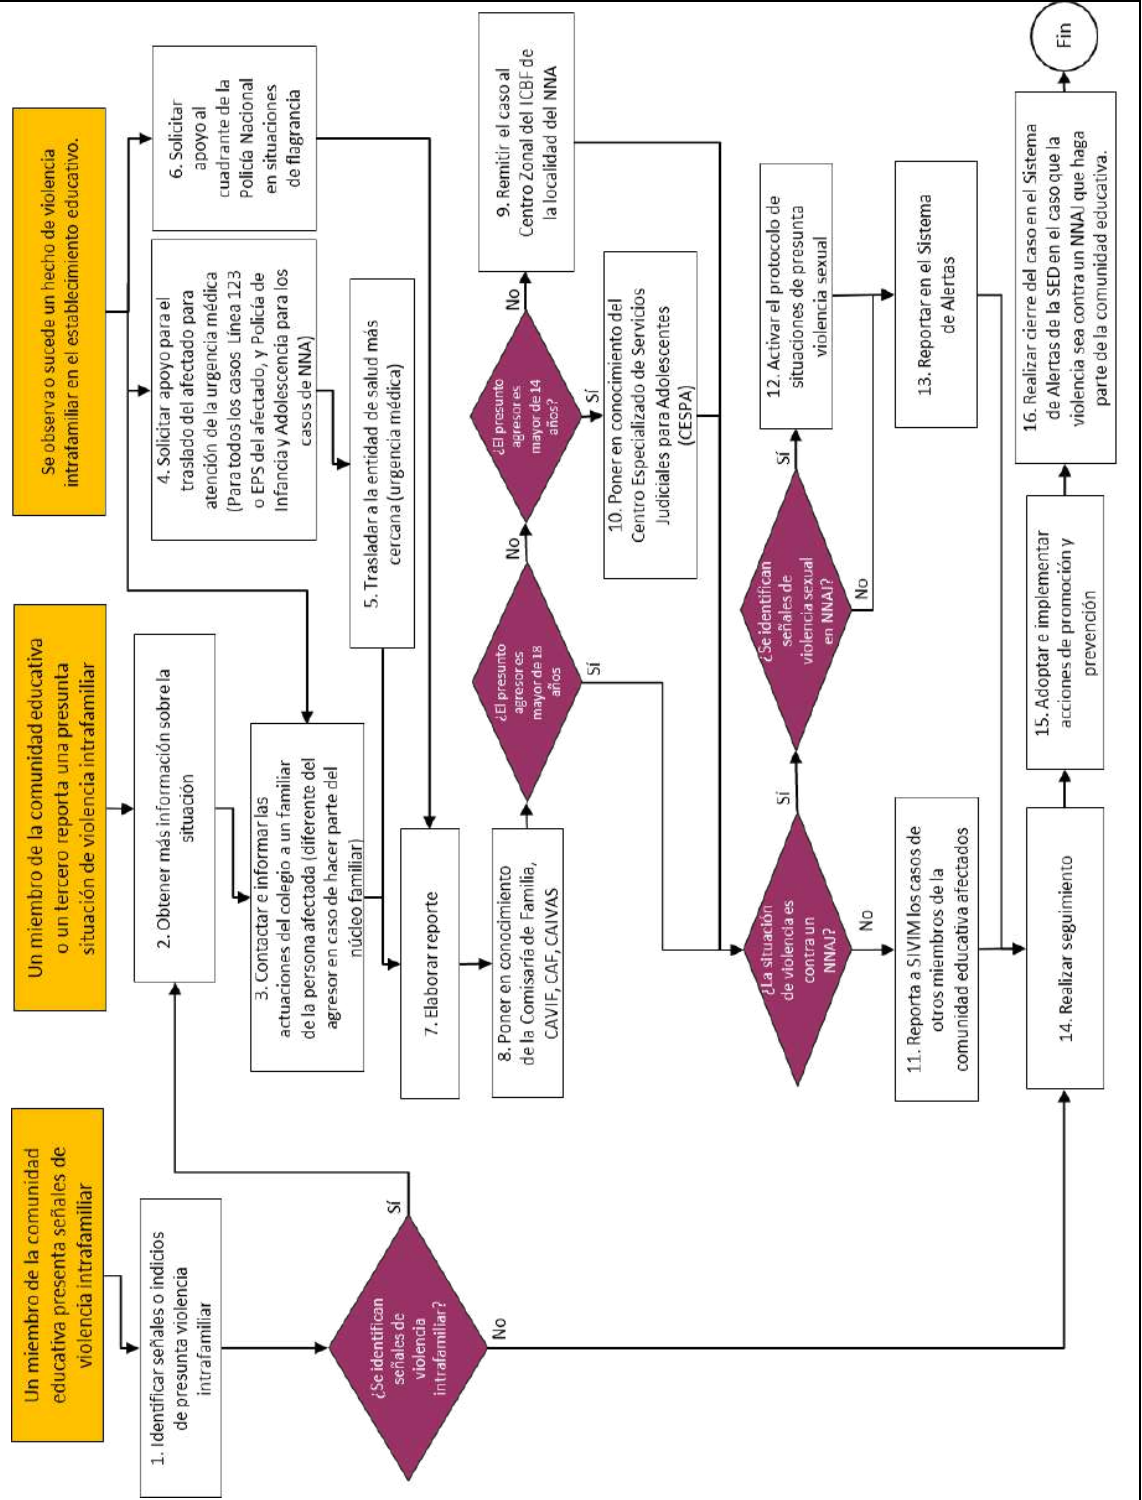 Un miembro de la comunidad
educativa presenta señales de
violencia intrafamiliar
Un miembro de la comunidad educativa
o un tercero reporta una presunta
situación de violencia intrafamiliar
Se observa o sucede un hecho de violencia
intrafamiliar en el establecimiento educativo.
1. Identificar señales o indicios
de presunta violencia
intrafamiliar
¿Se identifican
señales de
violencia
intrafamiliar?
Sí
No
2. Obtener más información sobre la
situación
3. Contactar e informar las
actuaciones del colegio a un familiar
de la persona afectada (diferente del
agresor en caso de hacer parte del
núcleo familiar)
4. Solicitar apoyo para el
traslado del afectado para
atención de la urgencia médica
(Para todos los casos Línea 123
o EPS del afectado, y Policía de
Infancia y Adolescencia para los
casos de NNA)
6. Solicitar
apoyo al
cuadrante de la
Policía Nacional
en situaciones
de flagrancia
5. Trasladar a la entidad de salud más
cercana (urgencia médica)
7. Elaborar reporte
8. Poner en conocimiento
de la Comisaría de Familia,
CAVIF, CAF, CAIVAS
¿El presunto
agresor es
mayor de 18
años
No
Sí
¿El presunto
agresor es
mayor de 14
años?
No
Sí
9. Remitir el caso al
Centro Zonal del ICBF de
la localidad del NNA
10. Poner en conocimiento del
Centro Especializado de Servicios
Judiciales para Adolescentes
(CESPA)
¿La situación
de violencia es
contra un
NNAJ?
Sí
No
¿Se identifican
señales de
violencia sexual
en NNAJ?
Sí
No
12. Activar el protocolo de
situaciones de presunta
violencia sexual
11. Reporta a SIVIM los casos de
otros miembros de la
comunidad educativa afectados
13. Reportar en el Sistema
de Alertas
14. Realizar seguimiento
15. Adoptar e implementar
acciones de promoción y
prevención
16. Realizar cierre del caso en el Sistema
de Alertas de la SED en el caso que la
violencia sea contra un NNAJ que haga
parte de la comunidad educativa.
Fin